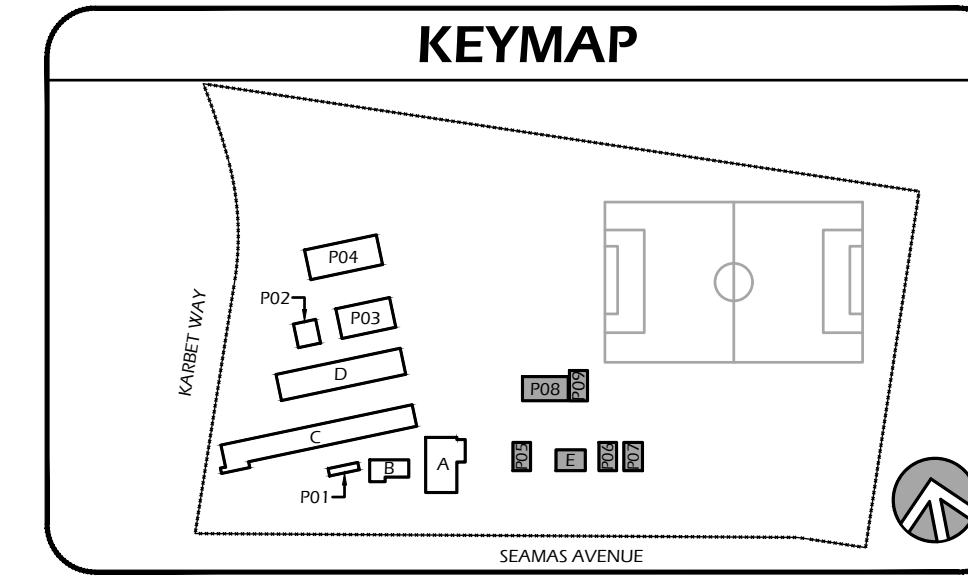 KEYMAP
P04
P02
P03
KARBET WAY
D
P08
P09
C
A
B
P05
E
P06
P07
P01
SEAMAS AVENUE